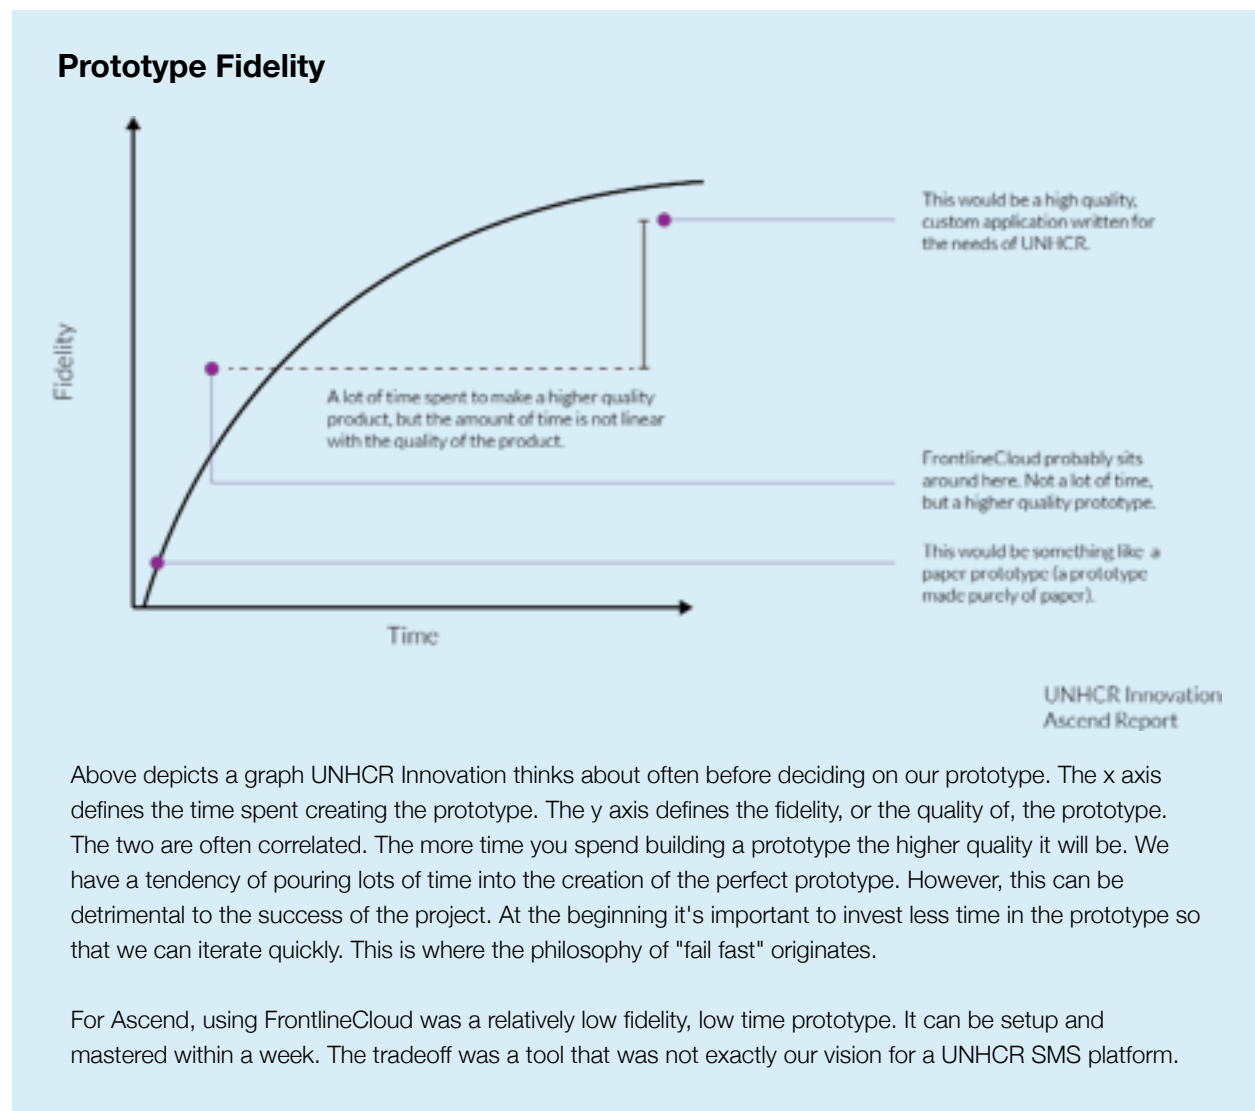 Prototype Fidelity
This would be a high quality,
custom application written for
the needs of UNHCR.
Fidelity
A lot of time spent to make a higher quality
product, but the amount of time is not linear
with the quality of the product.
FrontlineCloud probably sits
around here. Not a lot of time,
but a higher quality prototype.
This would be something like a
paper prototype (a prototype
made purely of paper).
Time
UNHCR Innovation
Ascend Report
Above depicts a graph UNHCR Innovation thinks about often before deciding on our prototype. The x axis
defines the time spent creating the prototype. The y axis defines the fidelity, or the quality of, the prototype.
The two are often correlated. The more time you spend building a prototype the higher quality it will be. We
have a tendency of pouring lots of time into the creation of the perfect prototype. However, this can be
detrimental to the success of the project. At the beginning it's important to invest less time in the prototype so
that we can iterate quickly. This is where the philosophy of "fail fast" originates.
For Ascend, using FrontlineCloud was a relatively low fidelity, low time prototype. It can be setup and
mastered within a week. The tradeoff was a tool that was not exactly our vision for a UNHCR SMS platform.